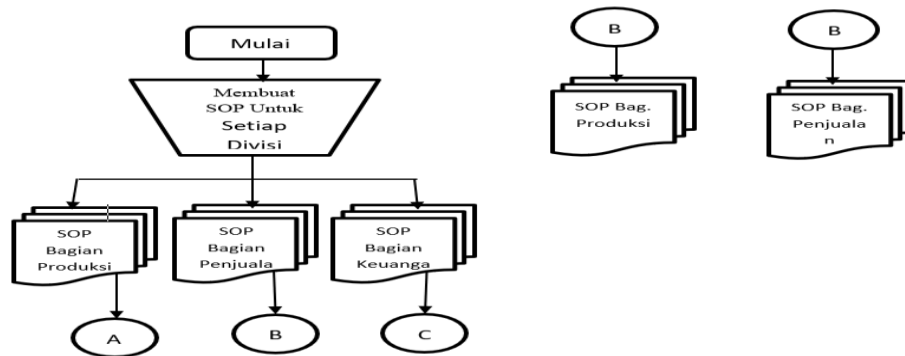 Mulai
Membuat
SOP Untuk
Setiap
Divisi
SOP
Bagian
Produksi
SOP
Bagian
Penjuala
SOP
Bagian
Keuanga
A
B
C
B
SOP Bag.
Produksi
B
SOP Bag.
Penjuala
n